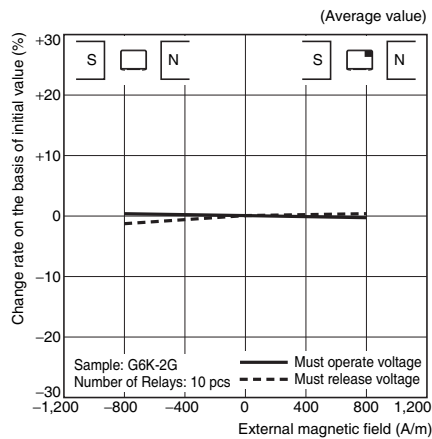 (Average value)
Change rate on the basis of initial value (%)
+30
+20
+10
0
−10
−20
−30
S N
S N
Sample: G6K-2G
Number of Relays: 10 pcs
Must operate voltage
Must release voltage
−1,200 −800 −400 0 400 800 1,200
External magnetic field (A/m)